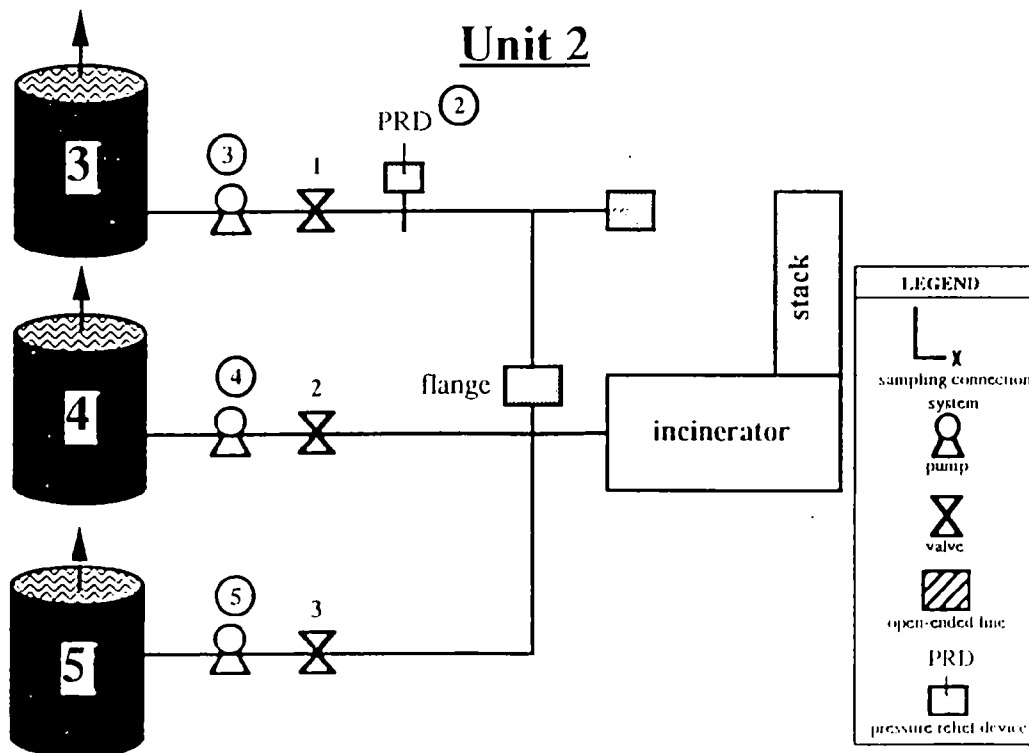 Unit 2
3
3
1
PRD
2
4
4
2
flange
incinerator
stack
5
5
3
LEGEND
sampling connection
system
pump
valve
open-ended line
PRD
pressure relief device